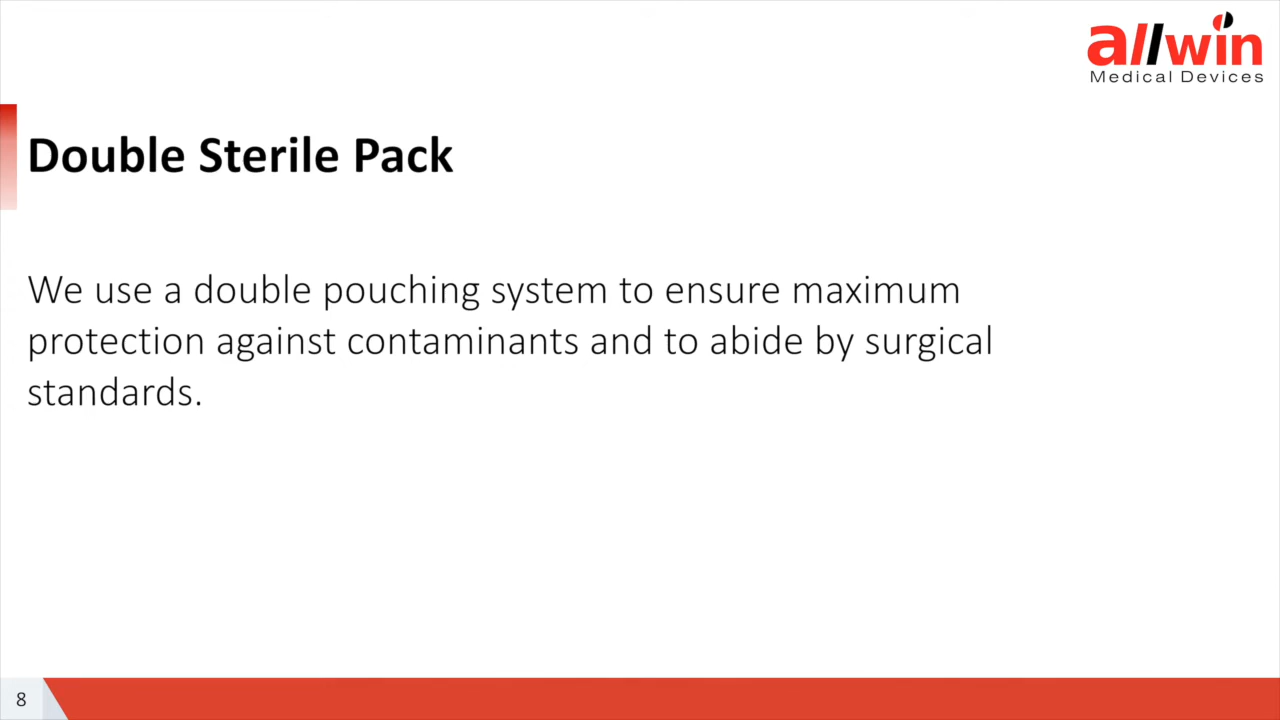 allwin
Medical Devices
Double Sterile Pack
We use a double pouching system to ensure maximum
protection against contaminants and to abide by surgical
standards.
8